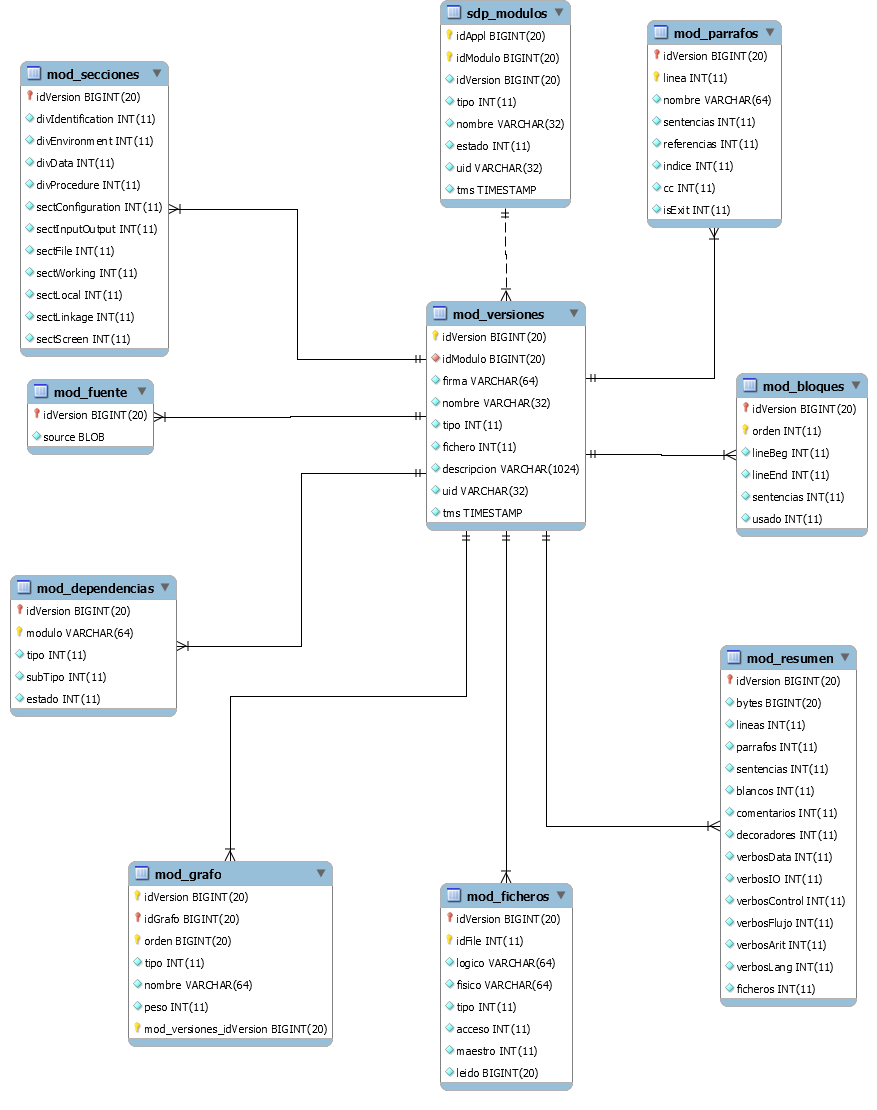 sdp_modulos
idAppl BIGINT(20)
idModulo BIGINT(20)
idVersion BIGINT(20)
tipo INT(11)
nombre VARCHAR(32)
estado INT(11)
uid VARCHAR(32)
tms TIMESTAMP
mod_parrafos
idVersion BIGINT(20)
linea INT(11)
nombre VARCHAR(64)
sentencias INT(11)
referencias INT(11)
indice INT(11)
cc INT(11)
isExit INT(11)
mod_secciones
idVersion BIGINT(20)
divIdentification INT(11)
divEnvironment INT(11)
divData INT(11)
divProcedure INT(11)
sectConfiguration INT(11)
sectInputOutput INT(11)
sectFile INT(11)
sectWorking INT(11)
sectLocal INT(11)
sectLinkage INT(11)
sectScreen INT(11)
mod_versiones
idVersion BIGINT(20)
idModulo BIGINT(20)
firma VARCHAR(64)
nombre VARCHAR(32)
tipo INT(11)
fichero INT(11)
descripcion VARCHAR(1024)
uid VARCHAR(32)
tms TIMESTAMP
mod_fuente
idVersion BIGINT(20)
source BLOB
mod_bloques
idVersion BIGINT(20)
orden INT(11)
lineBeg INT(11)
lineEnd INT(11)
sentencias INT(11)
usado INT(11)
mod_dependencias
idVersion BIGINT(20)
modulo VARCHAR(64)
tipo INT(11)
subTipo INT(11)
estado INT(11)
mod_resumen
idVersion BIGINT(20)
bytes BIGINT(20)
lineas INT(11)
parrafos INT(11)
sentencias INT(11)
blancos INT(11)
comentarios INT(11)
decoradores INT(11)
verbosData INT(11)
verbosIO INT(11)
verbosControl INT(11)
verbosFlujo INT(11)
verbosArit INT(11)
verbosLang INT(11)
ficheros INT(11)
mod_grafo
idVersion BIGINT(20)
idGrafo BIGINT(20)
orden BIGINT(20)
tipo INT(11)
nombre VARCHAR(64)
peso INT(11)
mod_versiones_idVersion BIGINT(20)
mod_ficheros
idVersion BIGINT(20)
idFile INT(11)
logico VARCHAR(64)
fisico VARCHAR(64)
tipo INT(11)
acceso INT(11)
maestro INT(11)
leido BIGINT(20)